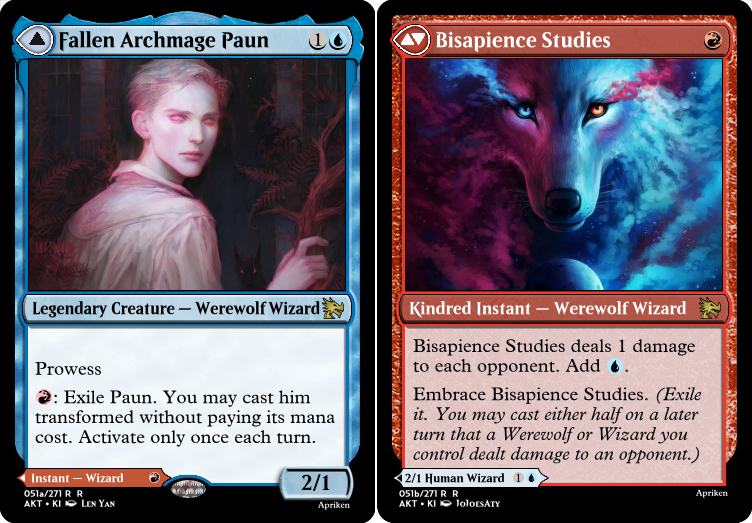 Fallen Archmage Paun 1
Legendary Creature — Werewolf Wizard
Prowess
: Exile Paun. You may cast him
transformed without paying its mana
cost. Activate only once each turn.
Instant — Wizard
2/1
051a/271 R R
AKT • KI LEN YAN
Apriken
Bisapience Studies
Kindred Instant — Werewolf Wizard
Bisapience Studies deals 1 damage
to each opponent. Add .
Embrace Bisapience Studies. (Exile
it. You may cast either half on a later
turn that a Werewolf or Wizard you
control dealt damage to an opponent.)
2/1 Human Wizard 1
051b/271 R R
AKT • KI JoJoesAty
Apriken